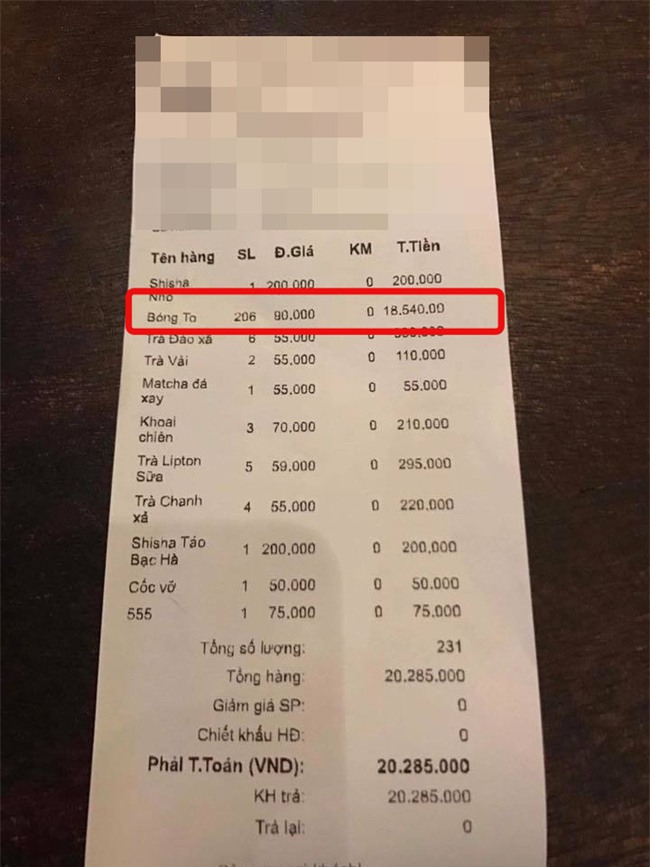 Tên hàng SL Đ.Giá KM T.Tiền
Shisha 1 200,000 0 200,000
Nho
Bóng Ta 206 90,000 0 18.540,00
Trà Đào xả 6 55.000
Trà Vải 2 55,000 0 110,000
Matcha đá 1 55,000 0 55.000
xay
Khoai 3 70,000 0 210,000
chiên
Trà Lipton 5 59,000 0 295,000
Sữa
Trà Chanh 4 55,000 0 220,000
xả
Shisha Táo 1 200,000 0 200,000
Bạc Hà
Cốc vỡ 1 50.000 0 50.000
555 1 75.000 0 75.000
Tổng số lượng: 231
Tổng hàng: 20.285.000
Giảm giá SP: 0
Chiết khấu HĐ: 0
Phải T.Toán (VND): 20.285.000
KH trả: 20.285.000
Trả lại: 0